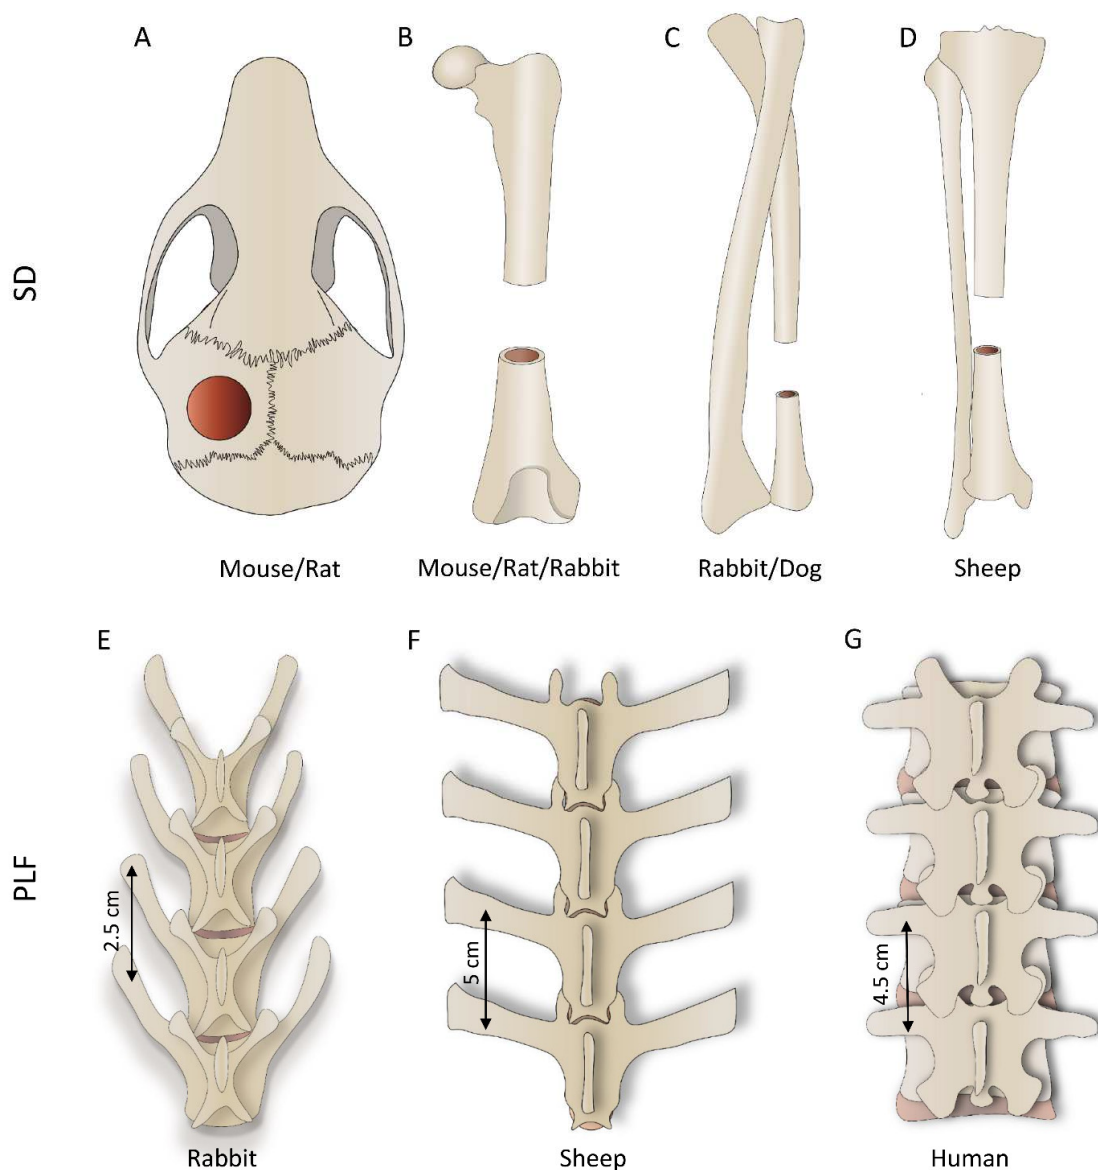 A
B
C
D
SD
Mouse/Rat
Mouse/Rat/Rabbit
Rabbit/Dog
Sheep
E
F
G
PLF
2.5 cm
5 cm
4.5 cm
Rabbit
Sheep
Human